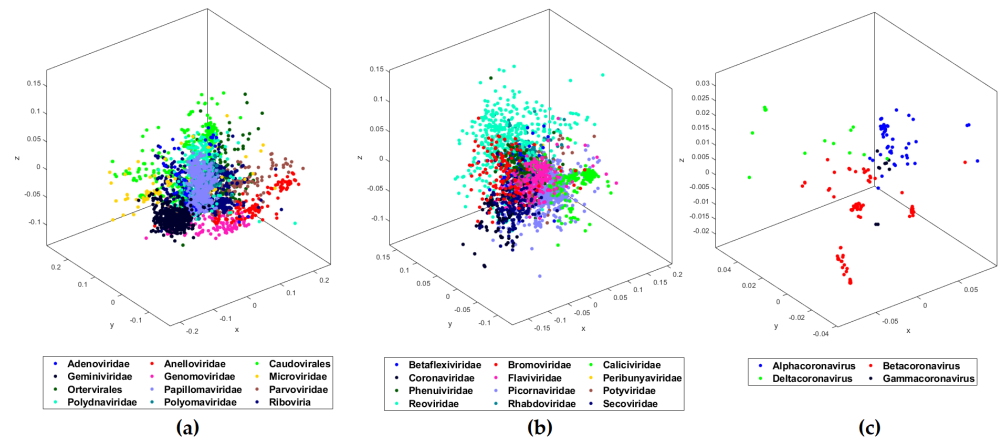 0.15
0.1
0.05
0
-0.05
-0.1
z
0.2
0.1
0
-0.1
y
-0.2
-0.1
0
0.1
0.2
x
Adenoviridae Anelloviridae Caudovirales
Geminiviridae Genomoviridae Microviridae
Ortervirales Papillomaviridae Parvoviridae
Polydnaviridae Polyomaviridae Riboviria
(a)
0.15
0.1
0.05
0
-0.05
-0.1
z
0.15
0.1
0.05
0
-0.05
-0.1
y
-0.15
-0.1
-0.05
0
0.05
0.1
0.15
0.2
x
Betaflexiviridae Bromoviridae Caliciviridae
Coronaviridae Flaviviridae Peribunyaviridae
Phenuiviridae Picornaviridae Potyviridae
Reoviridae Rhabdoviridae Secoviridae
(b)
0.03
0.025
0.02
0.015
0.01
0.005
0
-0.005
-0.01
-0.015
-0.02
z
0.04
0.02
0
-0.02
-0.04
y
-0.05
0
0.05
x
Alphacoronavirus Betacoronavirus
Deltacoronavirus Gammacoronavirus
(c)